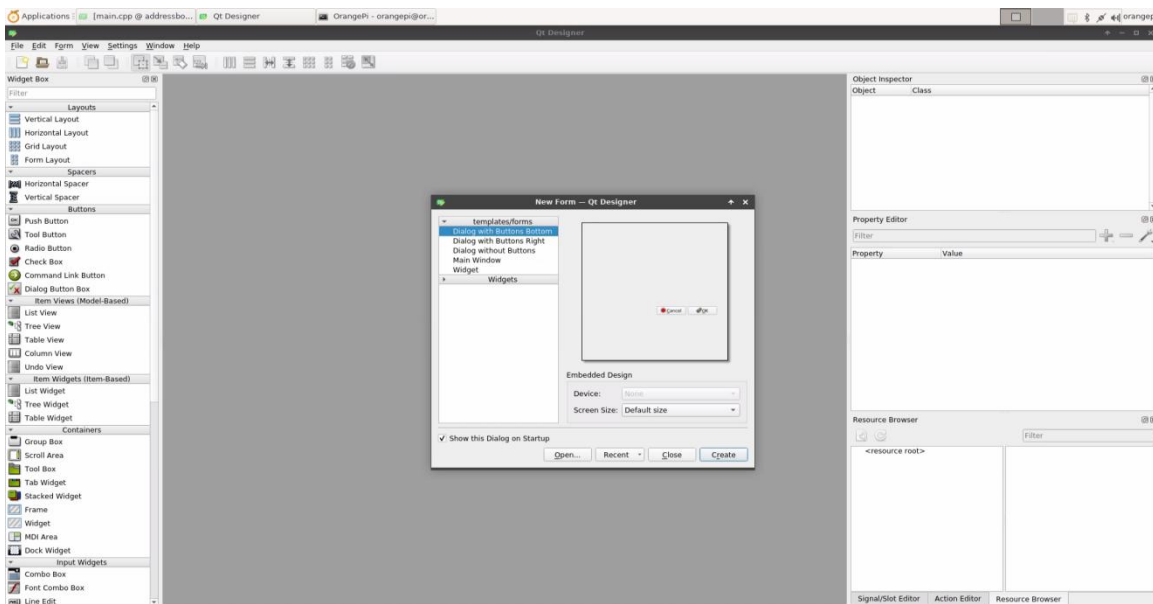 Applications [main.cpp @ addressbo... Qt Designer OrangePi - orangepi@or... orangep
Qt Designer
File Edit Form View Settings Window Help
Widget Box
Filter
Layouts
Vertical Layout
Horizontal Layout
Grid Layout
Form Layout
Spacers
Horizontal Spacer
Vertical Spacer
Buttons
Push Button
Tool Button
Radio Button
Check Box
Command Link Button
Dialog Button Box
Item Views (Model-Based)
List View
Tree View
Table View
Column View
Undo View
Item Widgets (Item-Based)
List Widget
Tree Widget
Table Widget
Containers
Group Box
Scroll Area
Tool Box
Tab Widget
Stacked Widget
Frame
Widget
MDI Area
Dock Widget
Input Widgets
Combo Box
Font Combo Box
Line Edit
New Form — Qt Designer
templates/forms
Dialog with Buttons Bottom
Dialog with Buttons Right
Dialog without Buttons
Main Window
Widget
Widgets
Cancel OK
Embedded Design
Device: None
Screen Size: Default size
Show this Dialog on Startup
Open... Recent Close Create
Object Inspector
Object Class
Property Editor
Filter
Property Value
Resource Browser
Filter
<resource root>
Signal/Slot Editor Action Editor Resource Browser